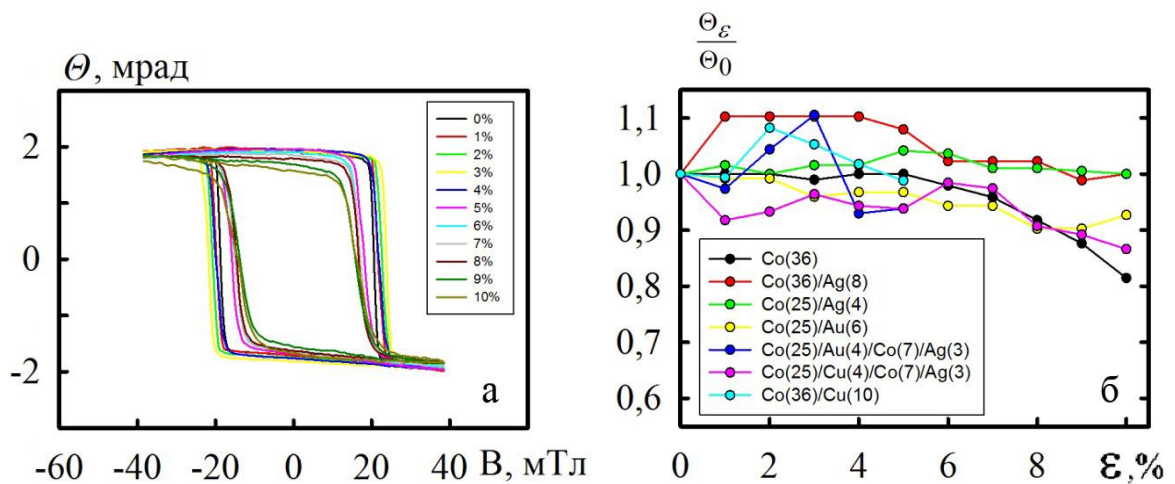 Θ, мрад
2
0
-2
-60 -40 -20 0 20 40 60
B, мТл
а
0%
1%
2%
3%
4%
5%
6%
7%
8%
9%
10%
Θε
Θ0
1,1
1,0
0,9
0,8
0,7
0,6
Co(36)
Co(36)/Ag(8)
Co(25)/Ag(4)
Co(25)/Au(6)
Co(25)/Au(4)/Co(7)/Ag(3)
Co(25)/Cu(4)/Co(7)/Ag(3)
Co(36)/Cu(10)
б
0 2 4 6 8
ε,%